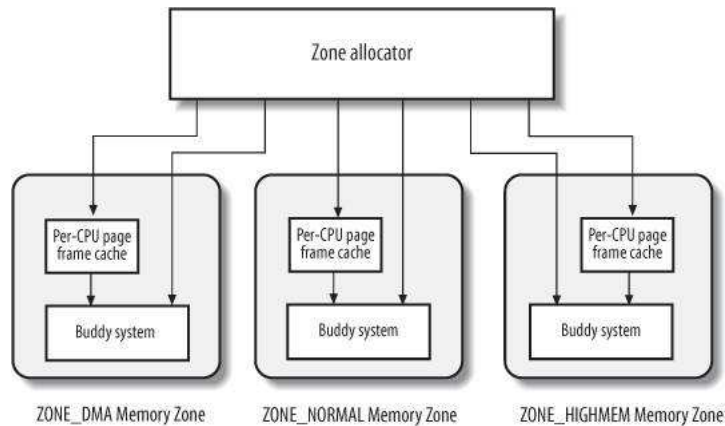 Zone allocator
Per-CPU page
frame cache
Buddy system
Per-CPU page
frame cache
Buddy system
Per-CPU page
frame cache
Buddy system
ZONE_DMA Memory Zone
ZONE_NORMAL Memory Zone
ZONE_HIGHMEM Memory Zone